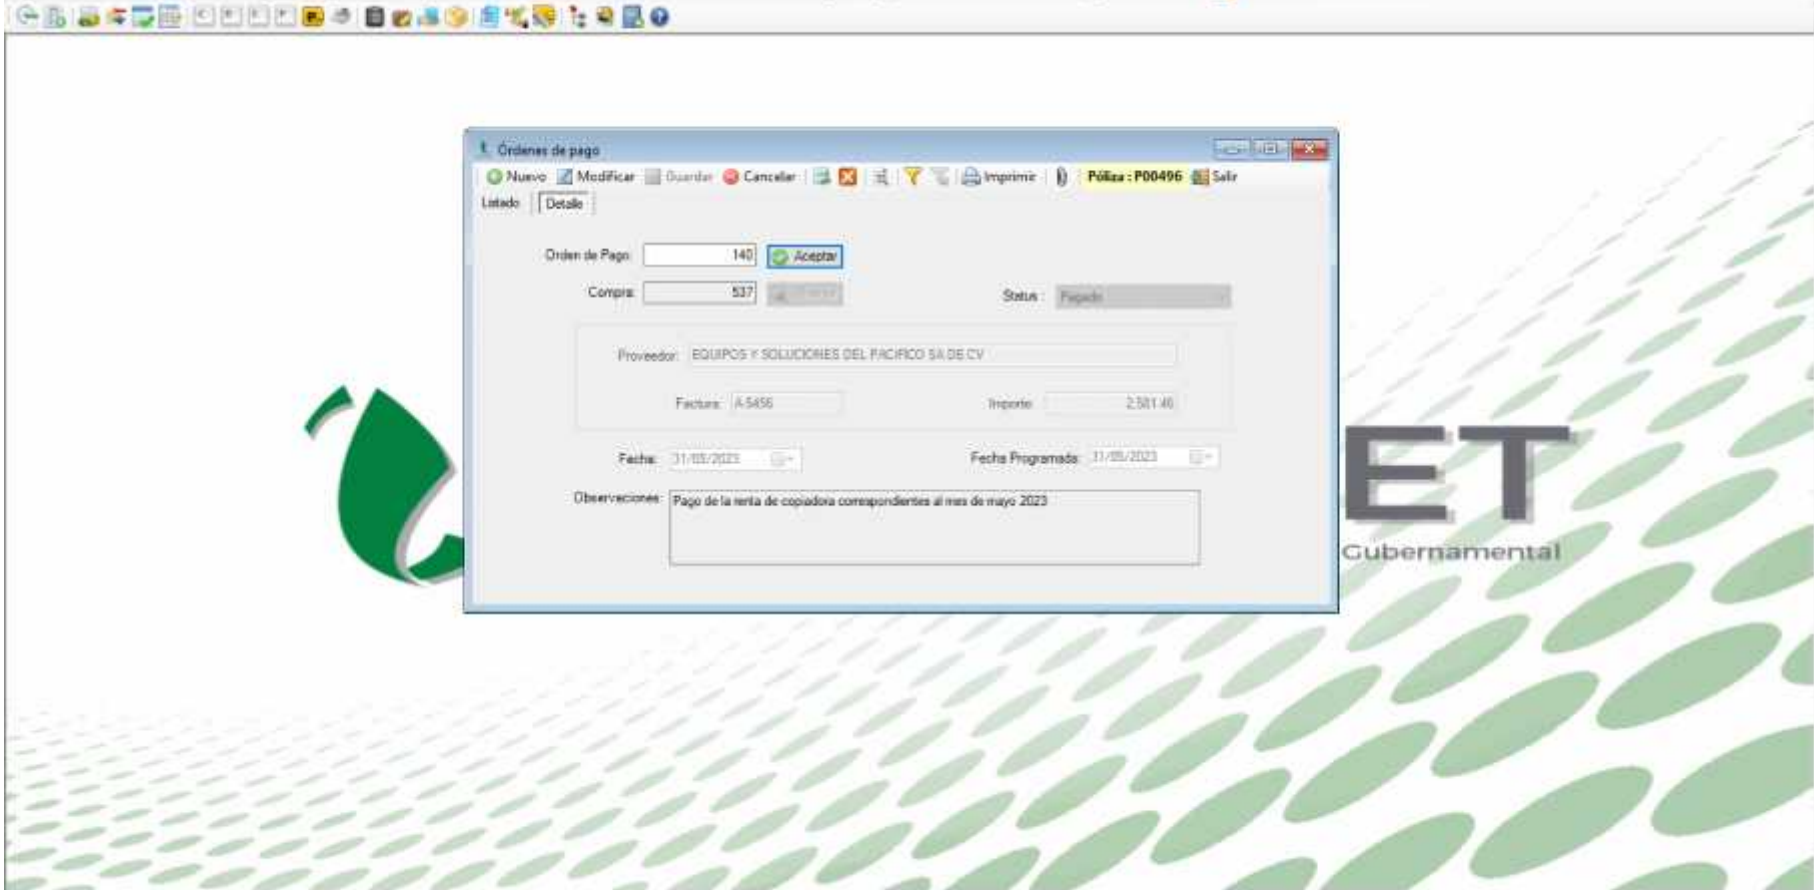 Órdenes de pago
Nuevo Modificar Guardar Cancelar Imprimir Póliza : P00496 Salir
Listado Detalle
Orden de Pago: 140 Aceptar
Compra: 537 Status : Pagado
Proveedor: EQUIPOS Y SOLUCIONES DEL PACIFICO SA DE CV
Factura: A-5456 Importe: 2,581.46
Fecha: 31/05/2023 Fecha Programada: 31/05/2023
Observaciones: Pago de la renta de copiadora correspondientes al mes de mayo 2023
ET
Gubernamental